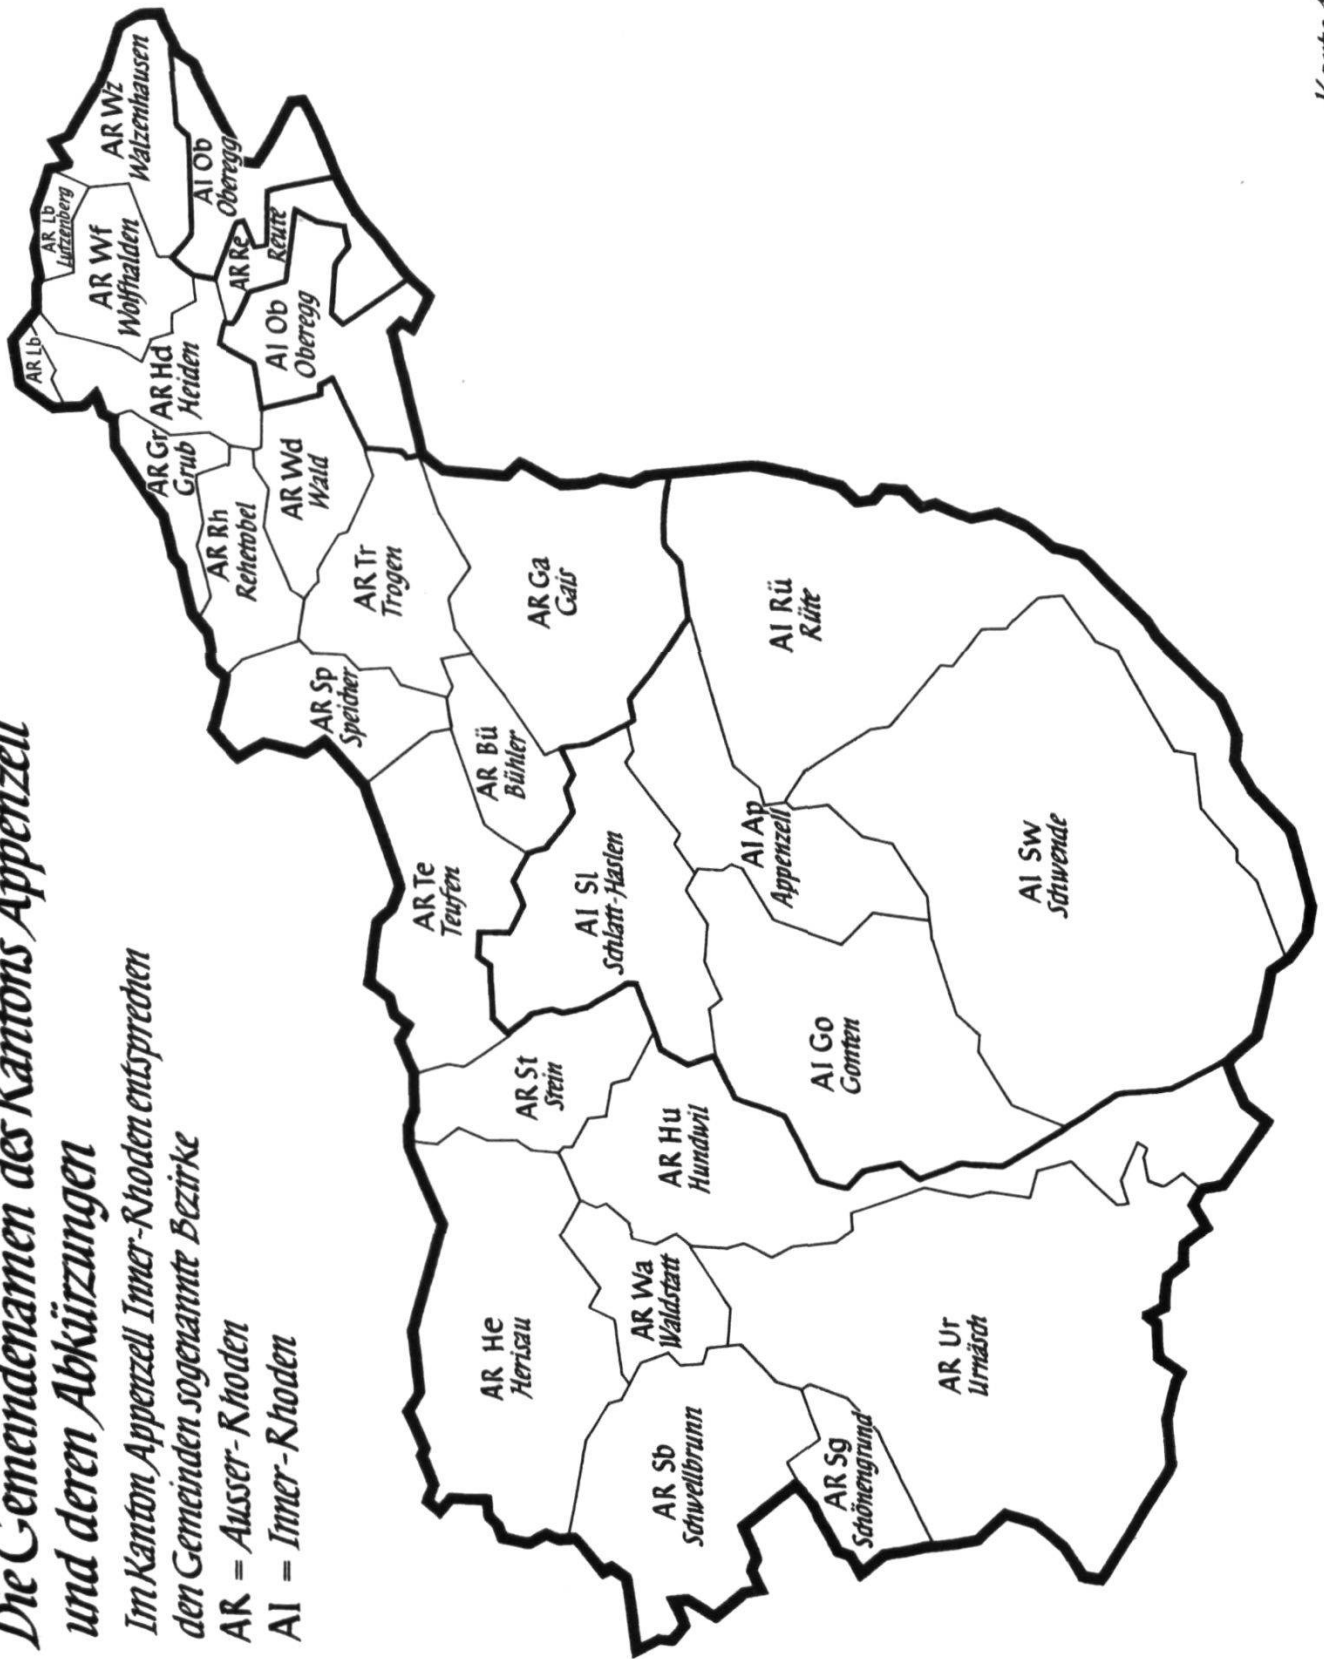 Die Gemeindenamen des Kantons Appenzell
und deren Abkürzungen
Im Kanton Appenzell Inner-Rhoden entsprechen
den Gemeinden sogenannte Bezirke
AR = Ausser-Rhoden
AI = Inner-Rhoden
AR Wz
Walzenhausen
AR Lb
Lutzenberg
AR Wf
Wolfhalden
AI Ob
Oberegg
AR Lb
AR Hd
Heiden
AR Re
Reute
AI Ob
Oberegg
AR Gr
Grub
AR Rh
Rehetobel
AR Wd
Wald
AR Tr
Trogen
AR Sp
Speicher
AR Ga
Gais
AR Bü
Bühler
AR Te
Teufen
AI Rü
Rüte
AI Sl
Schlatt-Haslen
AI Ap
Appenzell
AI Sw
Schwende
AR St
Stein
AI Go
Gonten
AR Hu
Hundwil
AR He
Herisau
AR Wa
Waldstatt
AR Ur
Urnäsch
AR Sb
Schwellbrunn
AR Sg
Schönengrund